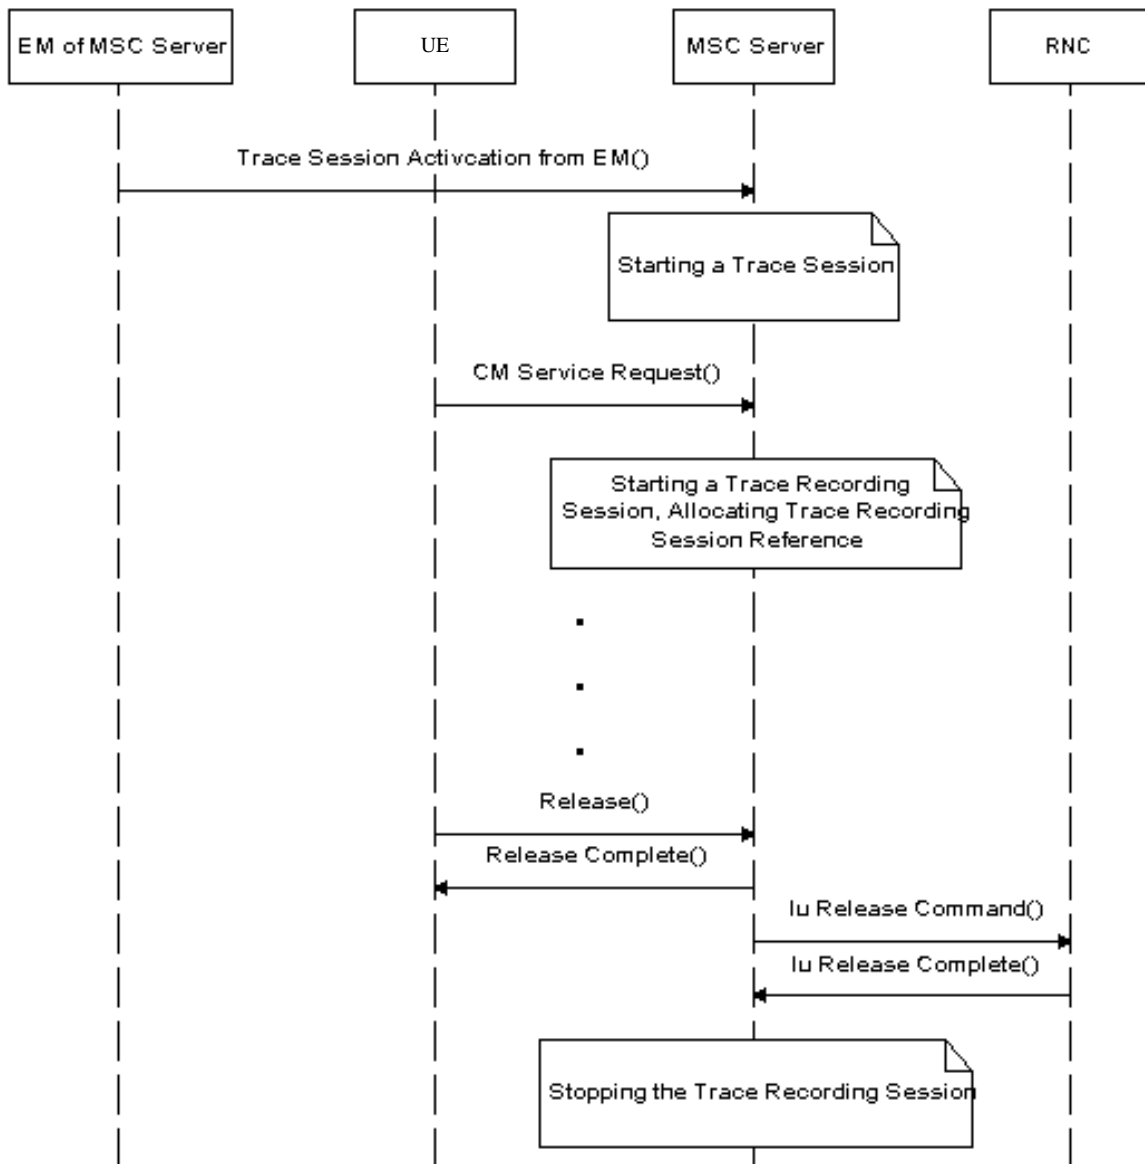 EM of MSC Server
UE
MSC Server
RNC
Trace Session Activcation from EM()
Starting a Trace Session
CM Service Request()
Starting a Trace Recording
Session, Allocating Trace Recording
Session Reference
Release()
Release Complete()
Iu Release Command()
Iu Release Complete()
Stopping the Trace Recording Session